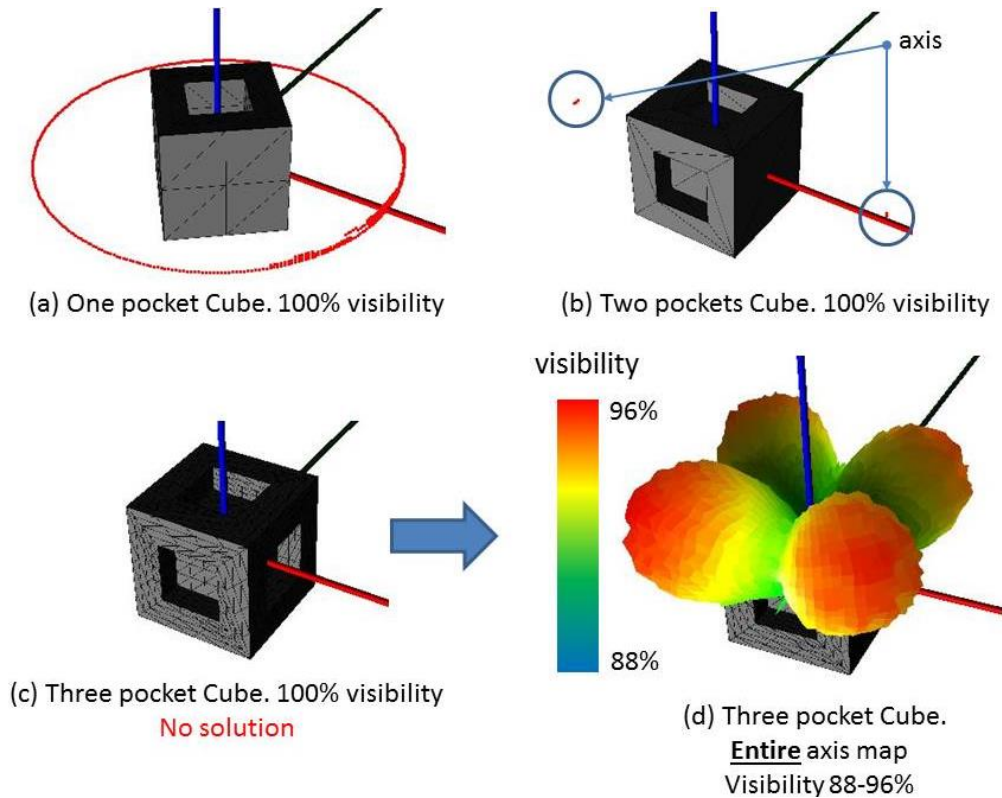 axis
(a) One pocket Cube. 100% visibility
(b) Two pockets Cube. 100% visibility
visibility
96%
88%
(c) Three pocket Cube. 100% visibility
No solution
(d) Three pocket Cube.
Entire axis map
Visibility 88-96%